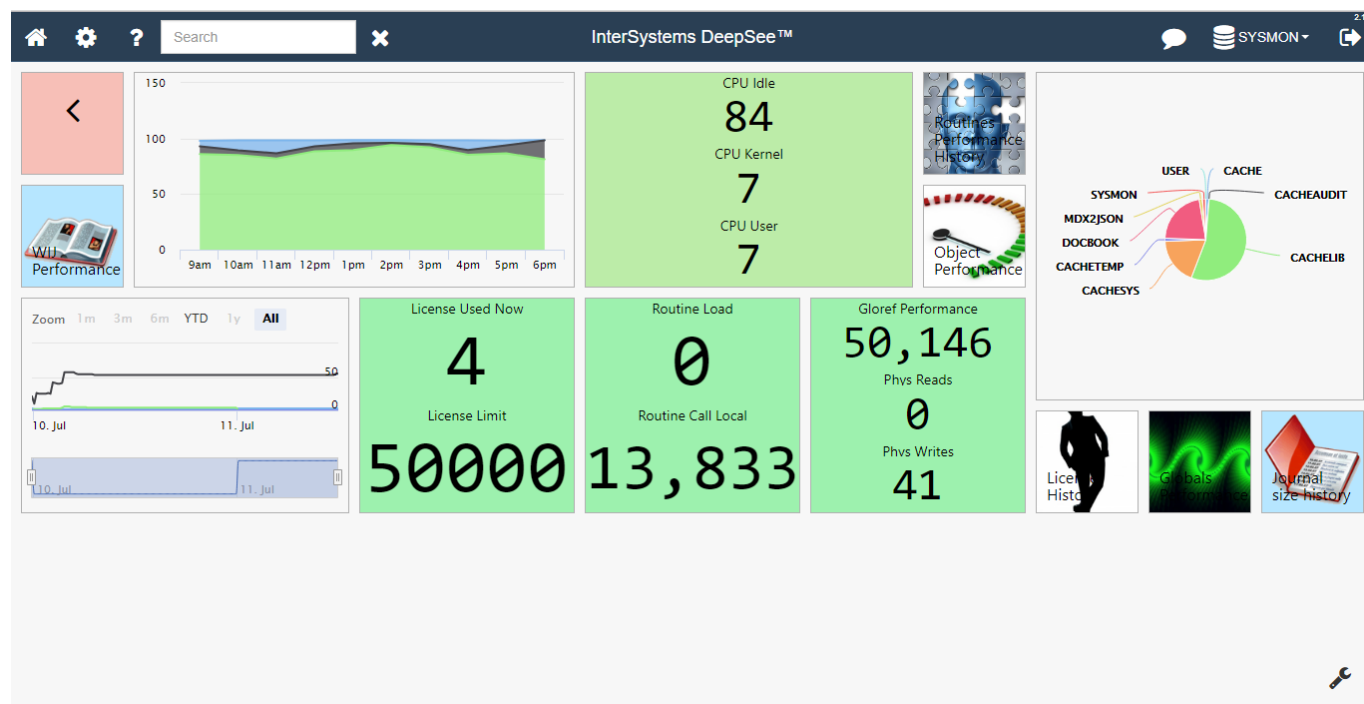 2.1
Search
InterSystems DeepSee™
SYSMON
150
100
50
0
9am 10am 11am 12pm 1pm 2pm 3pm 4pm 5pm 6pm
WIJ
Performance
CPU Idle
84
CPU Kernel
7
CPU User
7
Routines
Performance
History
Object
Performance
USER
CACHE
SYSMON
CACHEAUDIT
MDX2JSON
DOCBOOK
CACHELIB
CACHETEMP
CACHESYS
Zoom 1m 3m 6m YTD 1y All
50
0
10. Jul 11. Jul
10. Jul 11. Jul
License Used Now
4
License Limit
50000
Routine Load
0
Routine Call Local
13,833
Gloref Performance
50,146
Phys Reads
0
Phys Writes
41
Globals
Performance
Journal
size history